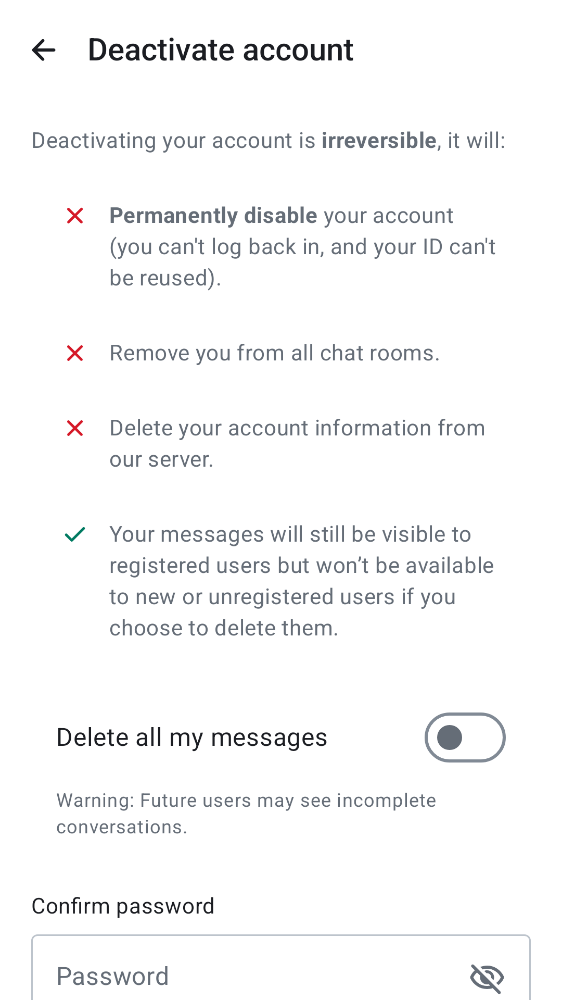 Deactivate account
Deactivating your account is irreversible, it will:
Permanently disable your account
(you can't log back in, and your ID can't
be reused).
Remove you from all chat rooms.
Delete your account information from
our server.
Your messages will still be visible to
registered users but won’t be available
to new or unregistered users if you
choose to delete them.
Delete all my messages
Warning: Future users may see incomplete
conversations.
Confirm password
Password